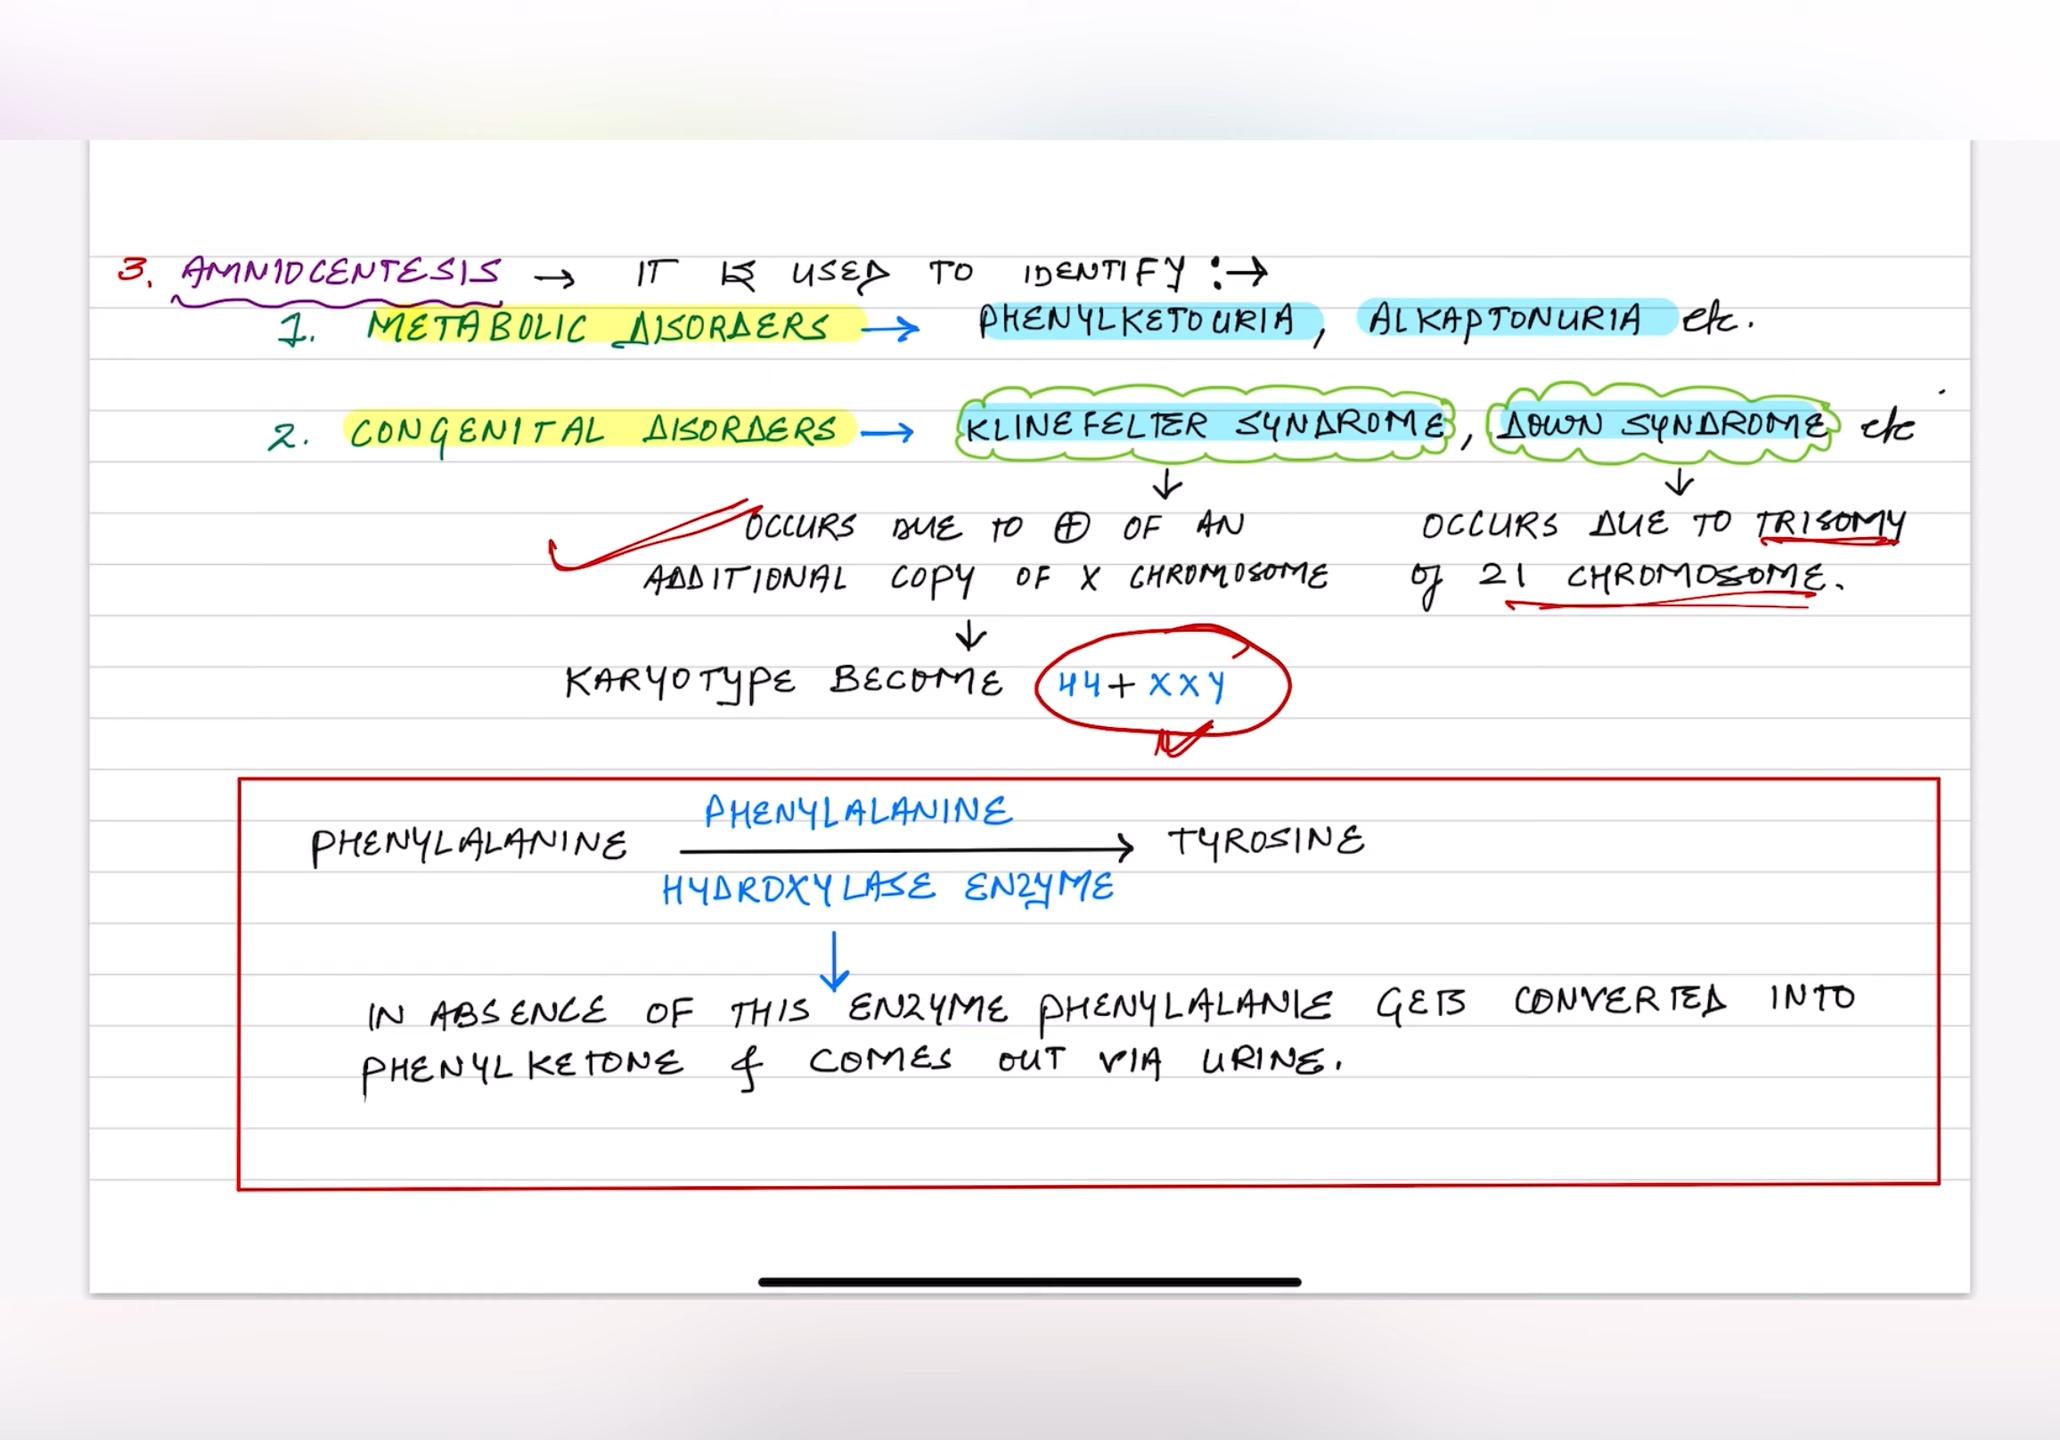 3. AMNIOCENTESIS → IT IS USED TO IDENTIFY :→
1. METABOLIC DISORDERS → PHENYLKETOURIA, ALKAPTONURIA etc.
2. CONGENITAL DISORDERS → KLINEFELTER SYNDROME, DOWN SYNDROME etc
↓ ↓
OCCURS DUE TO ⊕ OF AN OCCURS DUE TO TRISOMY
ADDITIONAL COPY OF X CHROMOSOME of 21 CHROMOSOME.
↓
KARYOTYPE BECOME 44+XXY
PHENYLALANINE
PHENYLALANINE → TYROSINE
HYDROXYLASE ENZYME
↓
IN ABSENCE OF THIS ENZYME PHENYLALANIE GETS CONVERTED INTO
PHENYLKETONE & COMES OUT VIA URINE.